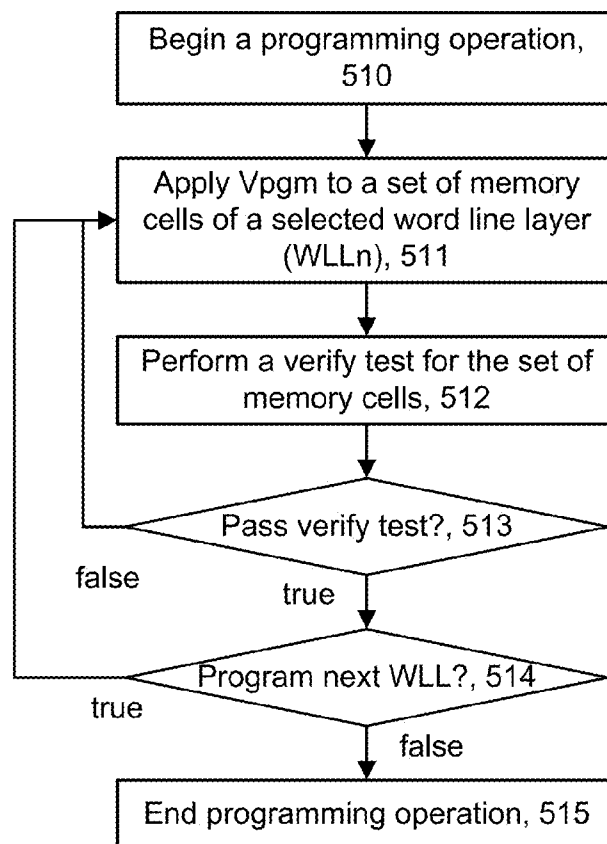 Begin a programming operation,
510
Apply Vpgm to a set of memory
cells of a selected word line layer
(WLLn), 511
Perform a verify test for the set of
memory cells, 512
Pass verify test?, 513
false
true
Program next WLL?, 514
true
false
End programming operation, 515